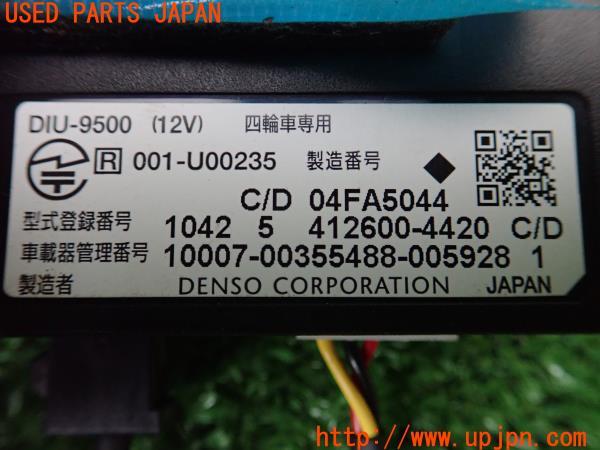 USED PARTS JAPAN
DIU-9500 (12V) 四輪車専用
R 001-U00235 製造番号
C/D 04FA5044
型式登録番号 1042 5 412600-4420 C/D
車載器管理番号 10007-00355488-005928 1
製造者 DENSO CORPORATION JAPAN
http://www.upjpn.com